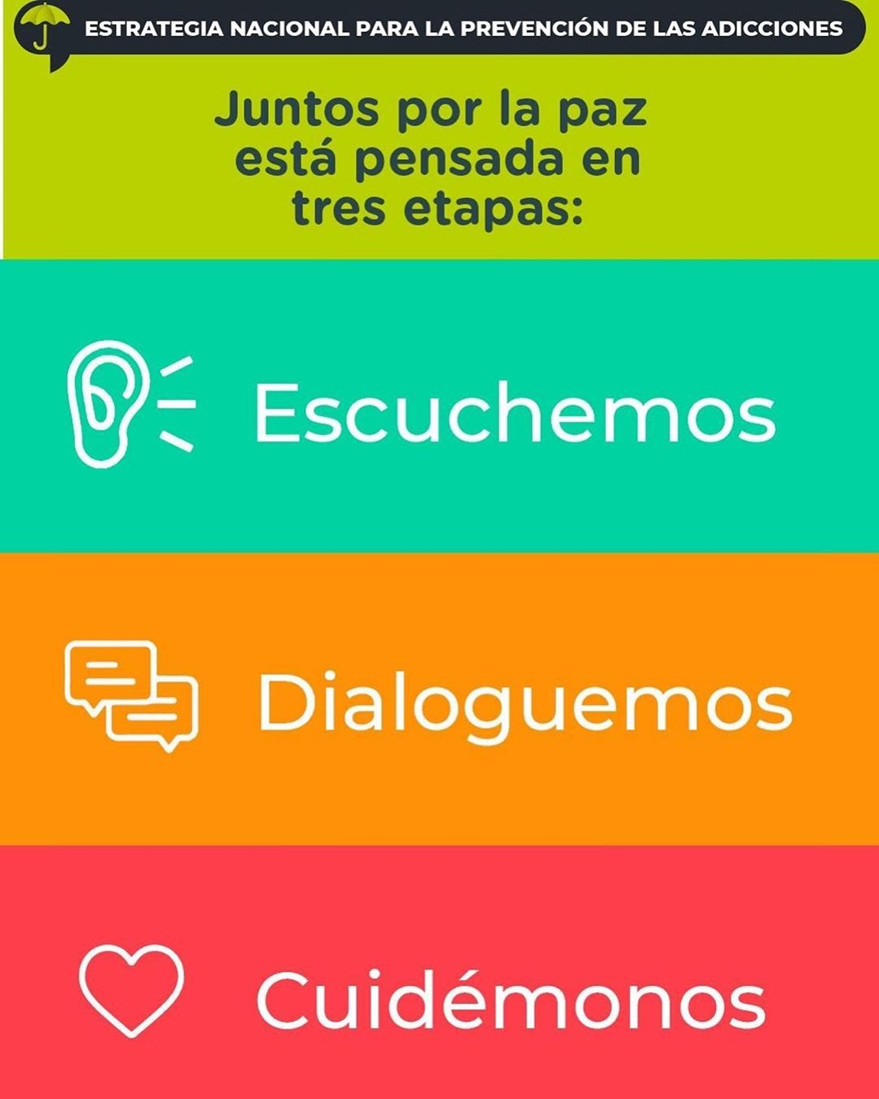 ESTRATEGIA NACIONAL PARA LA PREVENCIÓN DE LAS ADICCIONES
Juntos por la paz
está pensada en
tres etapas:
Escuchemos
Dialoguemos
Cuidémonos